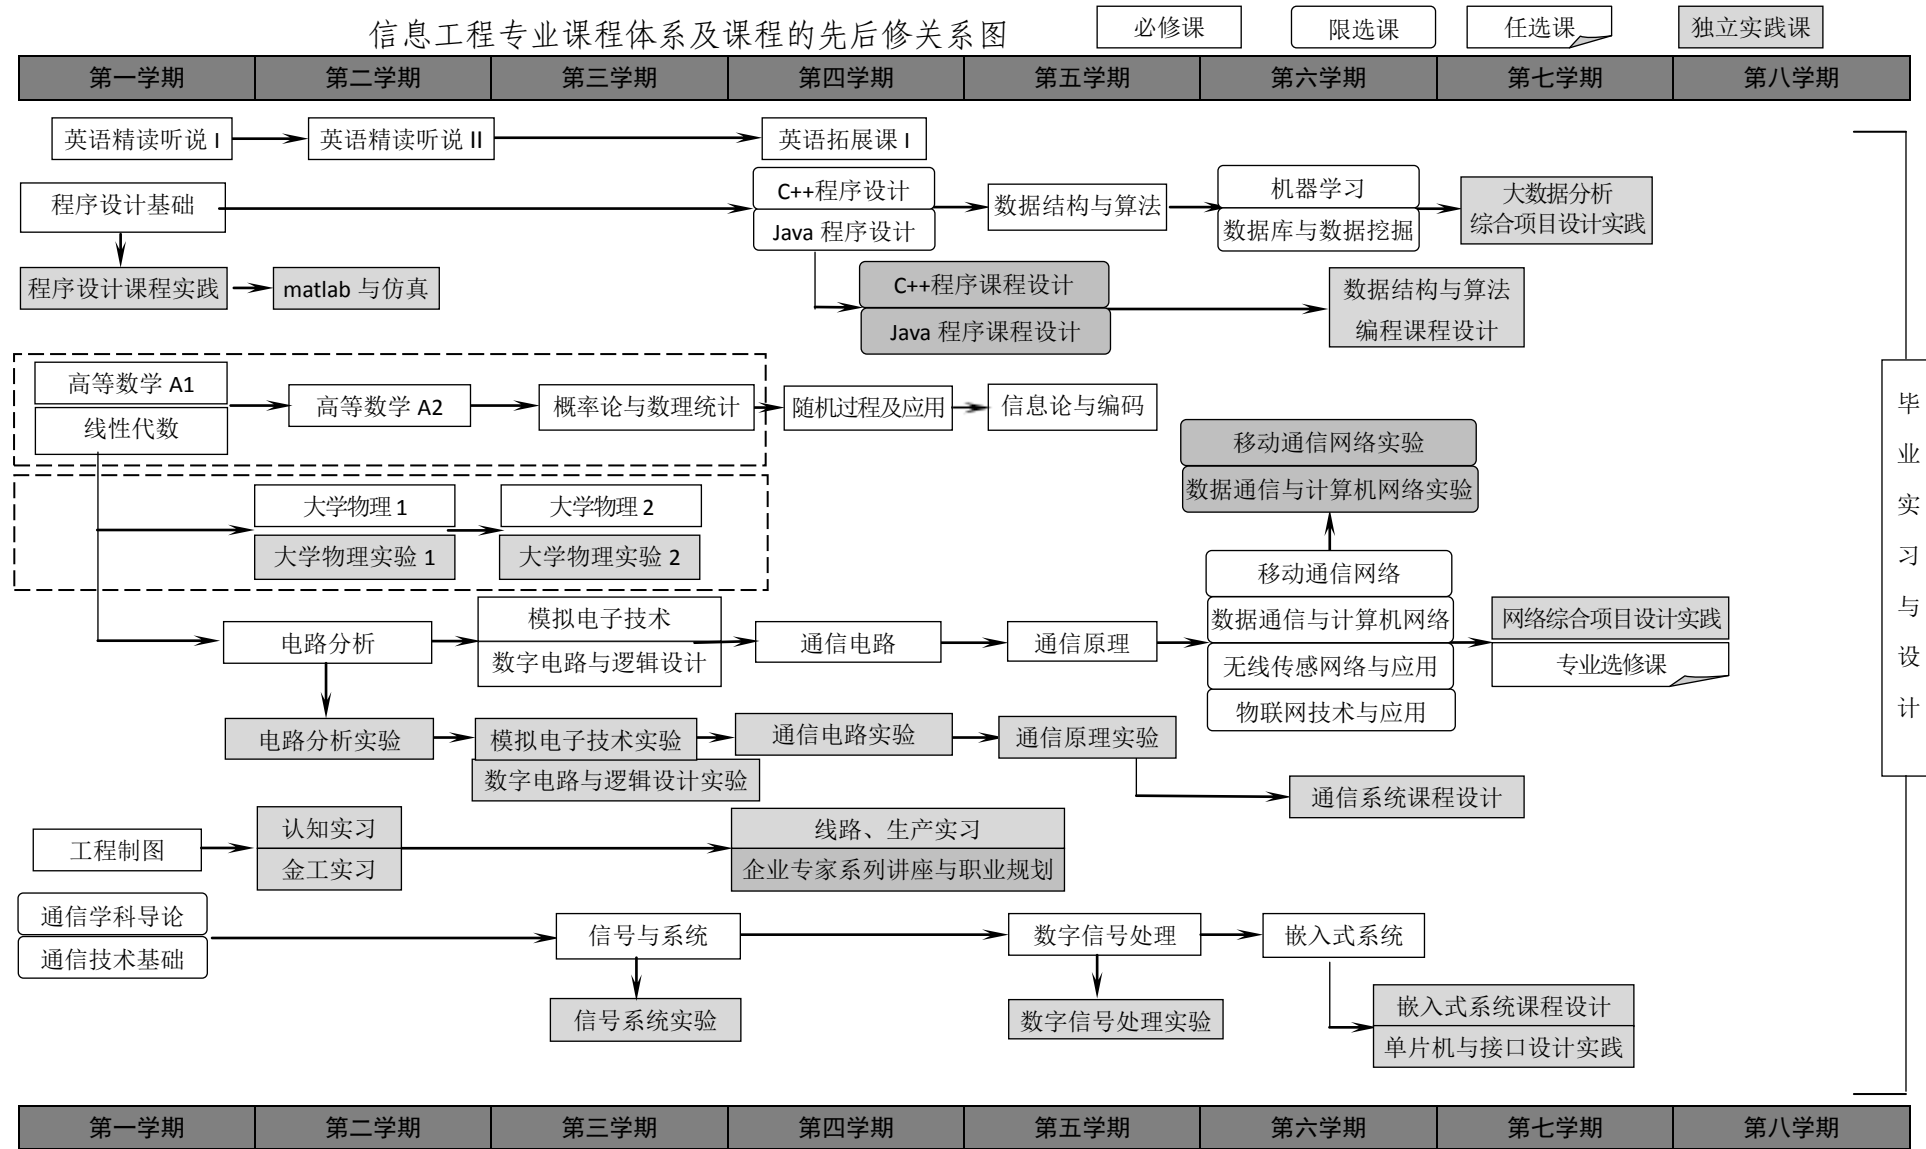 信息工程专业课程体系及课程的先后修关系图
必修课
限选课
任选课
独立实践课
第一学期
第二学期
第三学期
第四学期
第五学期
第六学期
第七学期
第八学期
英语精读听说 I
英语精读听说 II
英语拓展课 I
程序设计基础
C++程序设计
Java 程序设计
数据结构与算法
机器学习
数据库与数据挖掘
大数据分析
综合项目设计实践
程序设计课程实践
matlab 与仿真
C++程序课程设计
Java 程序课程设计
数据结构与算法
编程课程设计
高等数学 A1
线性代数
高等数学 A2
概率论与数理统计
随机过程及应用
信息论与编码
移动通信网络实验
数据通信与计算机网络实验
大学物理 1
大学物理 2
大学物理实验 1
大学物理实验 2
移动通信网络
数据通信与计算机网络
无线传感网络与应用
物联网技术与应用
电路分析
模拟电子技术
数字电路与逻辑设计
通信电路
通信原理
网络综合项目设计实践
专业选修课
电路分析实验
模拟电子技术实验
数字电路与逻辑设计实验
通信电路实验
通信原理实验
通信系统课程设计
工程制图
认知实习
金工实习
线路、生产实习
企业专家系列讲座与职业规划
通信学科导论
通信技术基础
信号与系统
数字信号处理
嵌入式系统
信号系统实验
数字信号处理实验
嵌入式系统课程设计
单片机与接口设计实践
毕业实习与设计
第一学期
第二学期
第三学期
第四学期
第五学期
第六学期
第七学期
第八学期